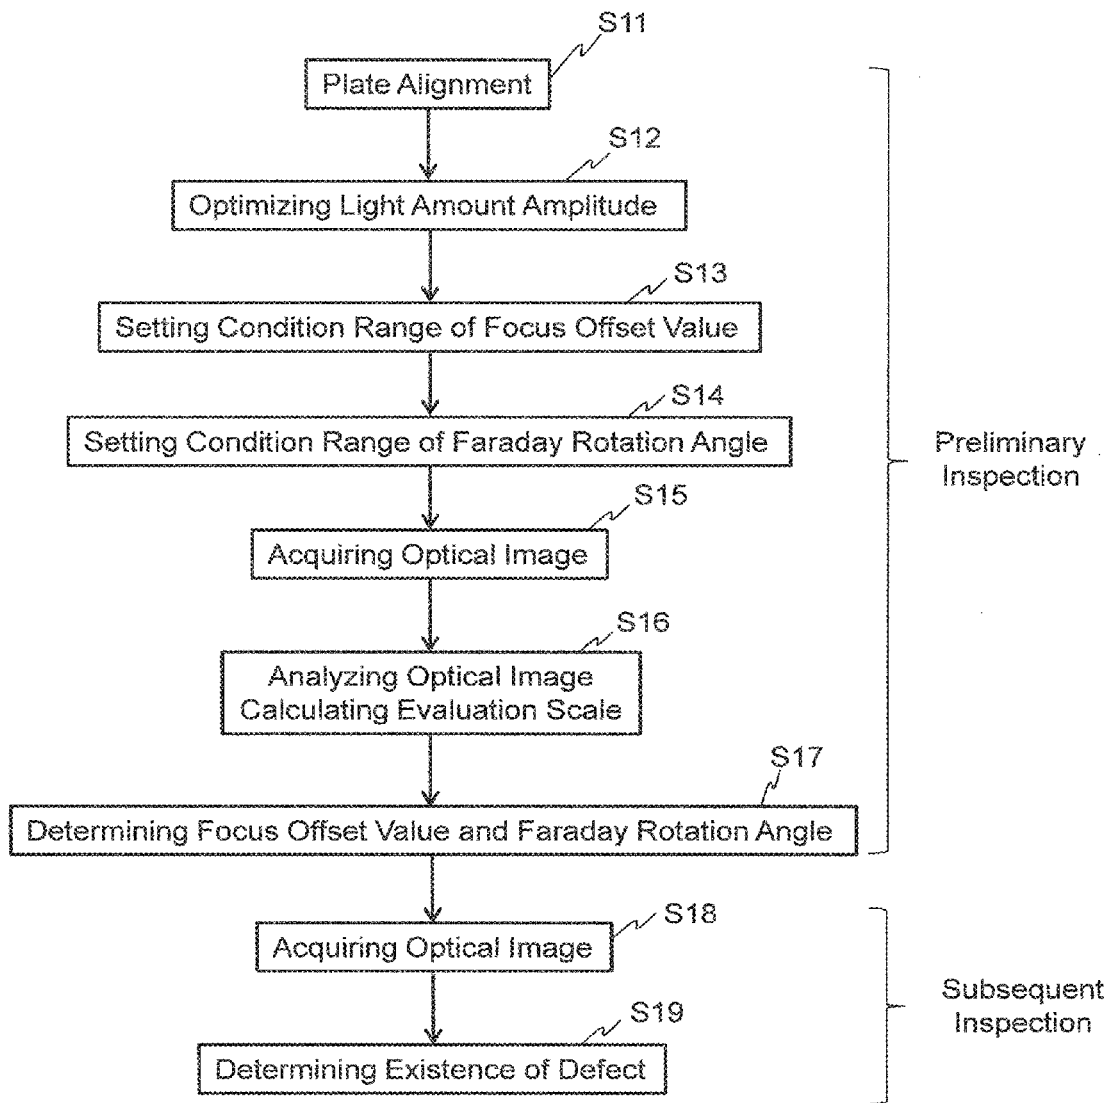 S11
Plate Alignment
S12
Optimizing Light Amount Amplitude
S13
Setting Condition Range of Focus Offset Value
S14
Setting Condition Range of Faraday Rotation Angle
Preliminary
Inspection
S15
Acquiring Optical Image
S16
Analyzing Optical Image
Calculating Evaluation Scale
S17
Determining Focus Offset Value and Faraday Rotation Angle
S18
Acquiring Optical Image
Subsequent
Inspection
S19
Determining Existence of Defect